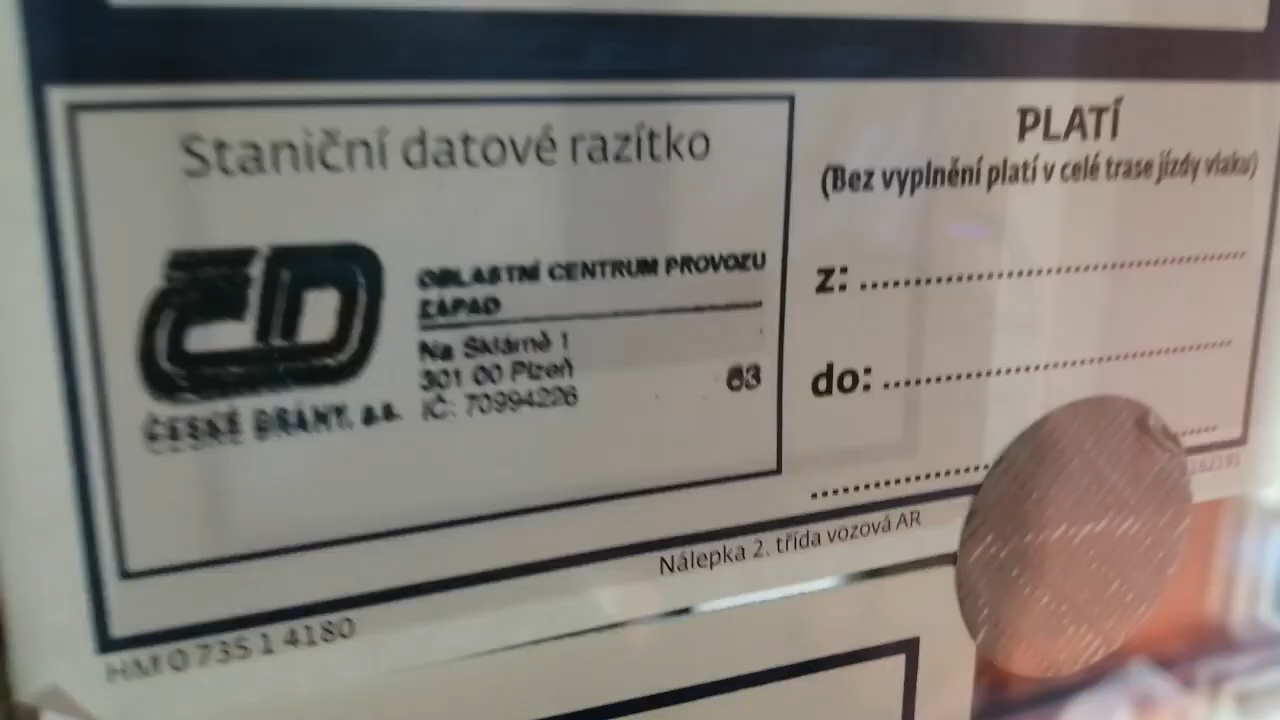 Staniční datové razítko
ČD
OBLASTNÍ CENTRUM PROVOZU
ZÁPAD
Na Sklárně 1
301 00 Plzeň
IČ: 70994226
63
ČESKÉ DRÁHY, a.s.
PLATÍ
(Bez vyplnění platí v celé trase jízdy vlaku)
z:
do:
Nálepka 2. třída vozová AR
HM 0 735 1 4180